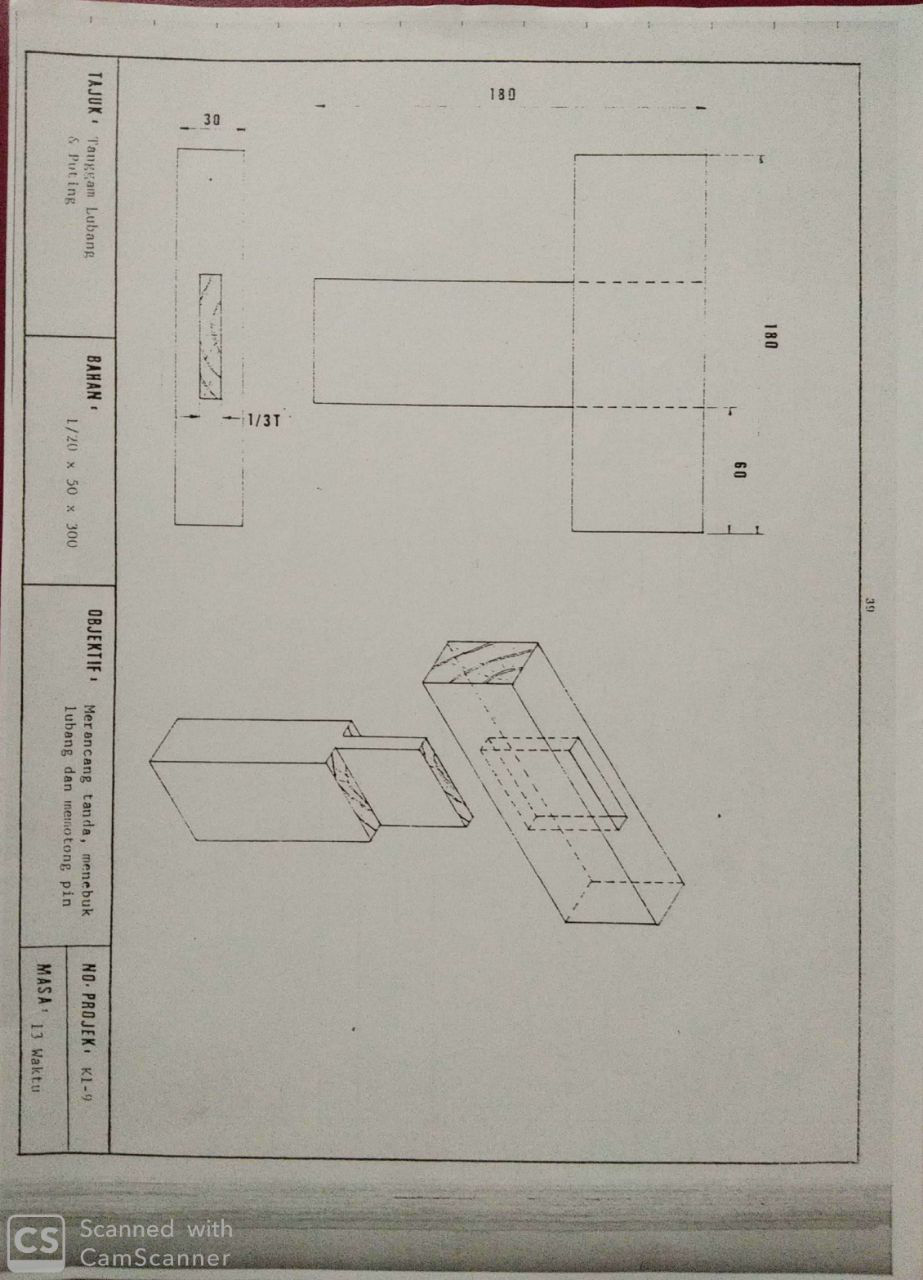 39
180
60
180
30
1/3T
TAJUK: Tanggam Lubang
& Puting
BAHAN:
1/20 x 50 x 300
OBJEKTIF: Merancang tanda, menebuk
lubang dan memotong pin
NO. PROJEK: K1-9
MASA: 13 Waktu
CS Scanned with
CamScanner